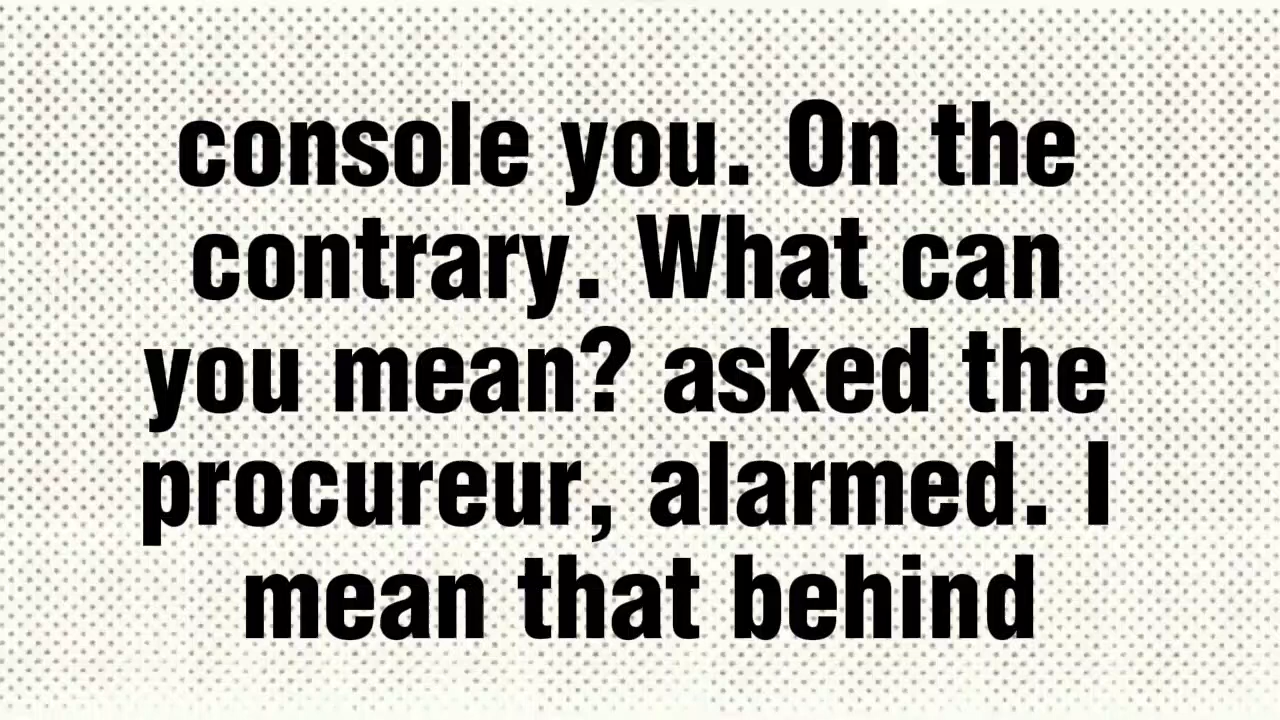 console you. On the
contrary. What can
you mean? asked the
procureur, alarmed. I
mean that behind